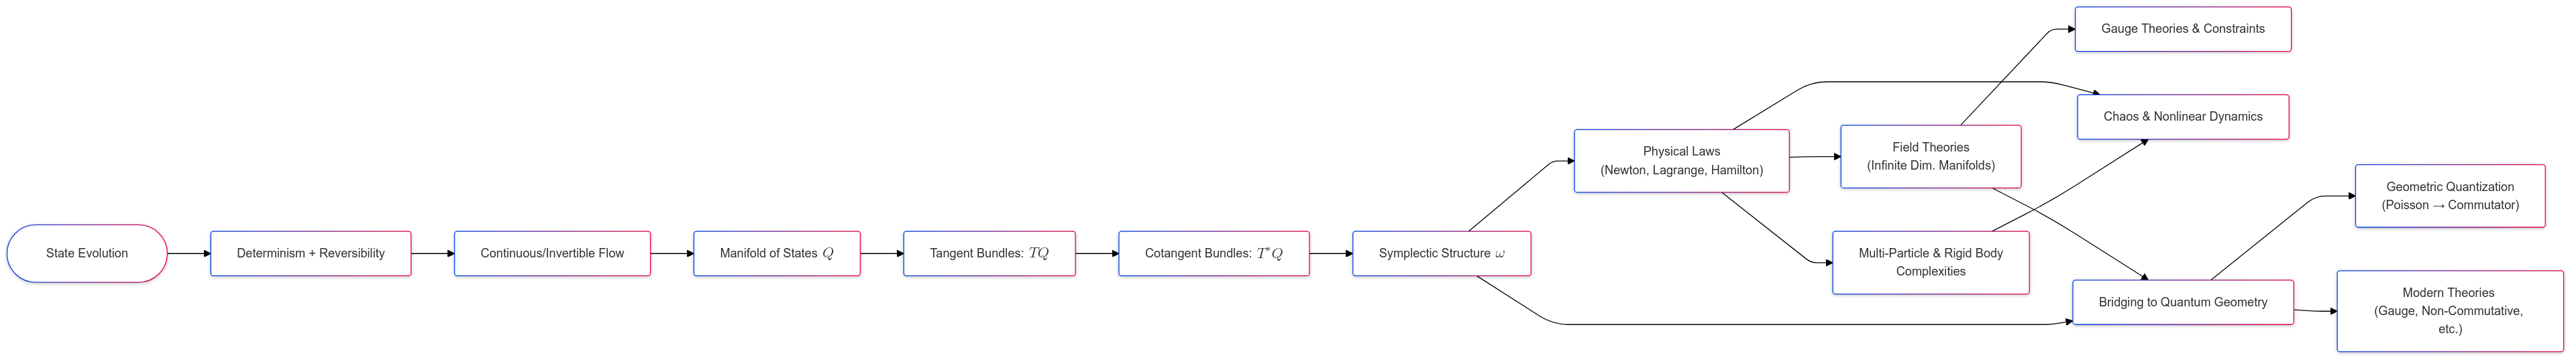 State Evolution
Determinism + Reversibility
Continuous/Invertible Flow
Manifold of States Q
Tangent Bundles: TQ
Cotangent Bundles: T*Q
Symplectic Structure ω
Physical Laws
(Newton, Lagrange, Hamilton)
Field Theories
(Infinite Dim. Manifolds)
Multi-Particle & Rigid Body
Complexities
Gauge Theories & Constraints
Chaos & Nonlinear Dynamics
Bridging to Quantum Geometry
Geometric Quantization
(Poisson → Commutator)
Modern Theories
(Gauge, Non-Commutative,
etc.)